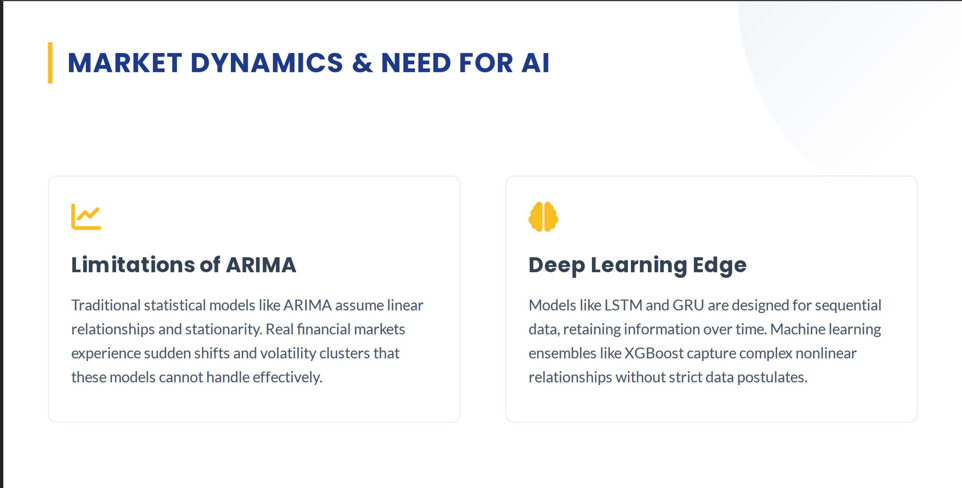 MARKET DYNAMICS & NEED FOR AI
Limitations of ARIMA
Traditional statistical models like ARIMA assume linear
relationships and stationarity. Real financial markets
experience sudden shifts and volatility clusters that
these models cannot handle effectively.
Deep Learning Edge
Models like LSTM and GRU are designed for sequential
data, retaining information over time. Machine learning
ensembles like XGBoost capture complex nonlinear
relationships without strict data postulates.